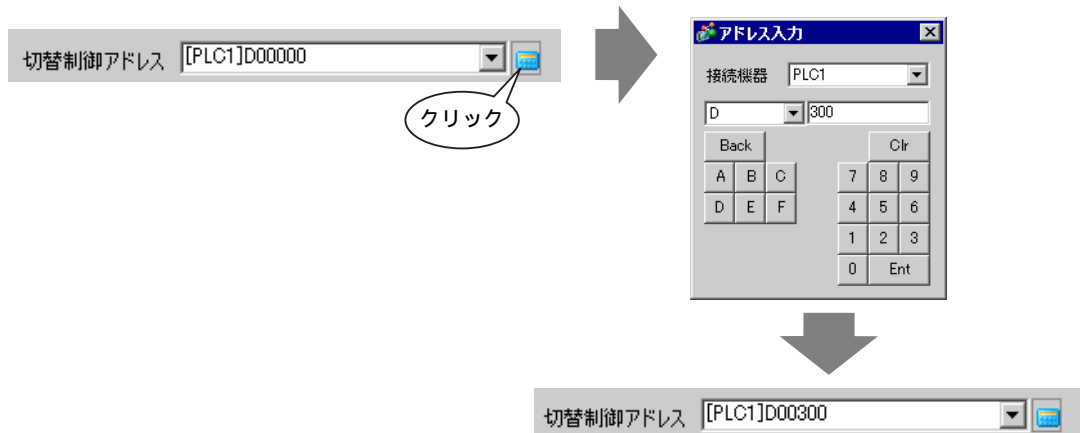 切替制御アドレス [PLC1]D00000
クリック
アドレス入力
接続機器 PLC1
D 300
Back Clr
A B C 7 8 9
D E F 4 5 6
1 2 3
0 Ent
切替制御アドレス [PLC1]D00300